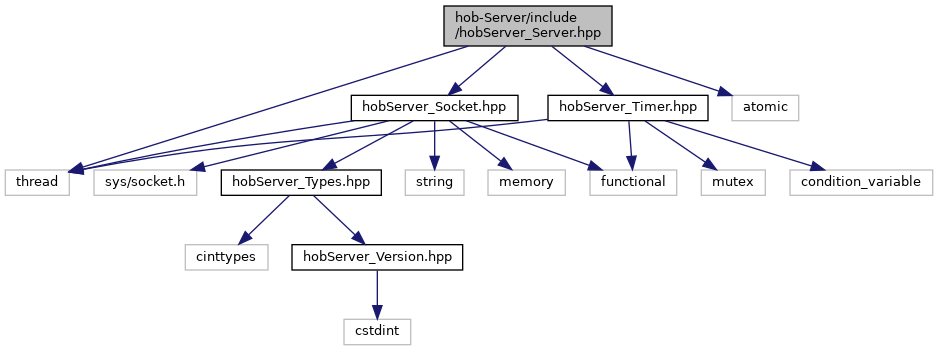 hob-Server/include
/hobServer_Server.hpp
hobServer_Socket.hpp
hobServer_Timer.hpp
atomic
thread
sys/socket.h
hobServer_Types.hpp
string
memory
functional
mutex
condition_variable
cinttypes
hobServer_Version.hpp
cstdint